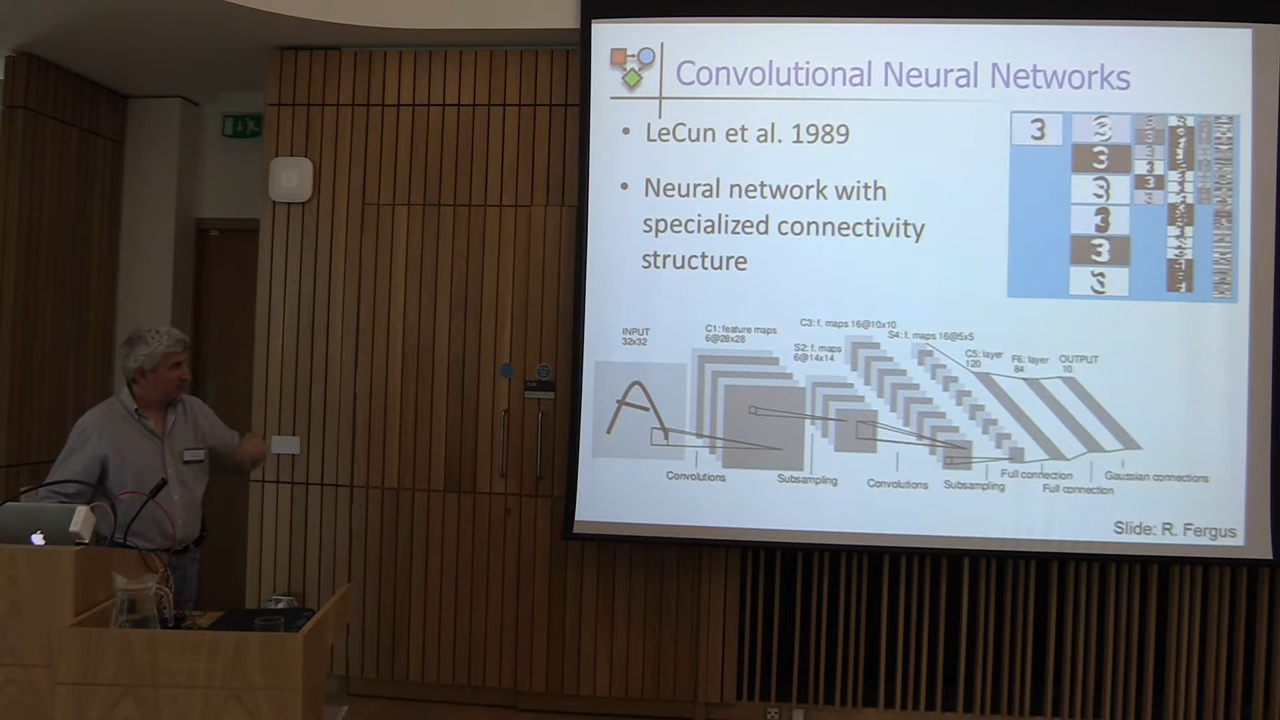 Convolutional Neural Networks
• LeCun et al. 1989
• Neural network with
specialized connectivity
structure
3
3
3
3
3
3
3
INPUT
32x32
C1: feature maps
6@28x28
S2: f. maps
6@14x14
C3: f. maps 16@10x10
S4: f. maps 16@5x5
C5: layer
120
F6: layer
84
OUTPUT
10
A
Convolutions
Subsampling
Convolutions
Subsampling
Full connection
Full connection
Gaussian connections
Slide: R. Fergus